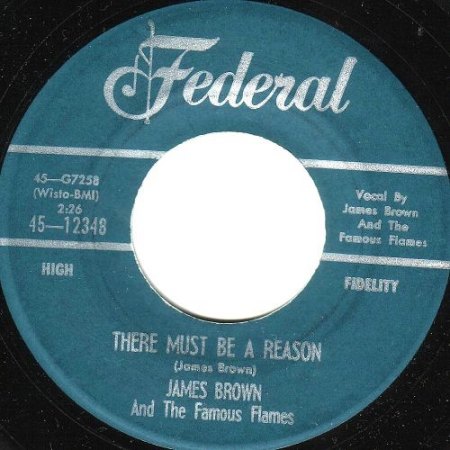 Federal
45—G7258
(Wisto-BMI)
2:26
45—12348
Vocal By
James Brown
And The
Famous Flames
HIGH
FIDELITY
THERE MUST BE A REASON
(James Brown)
JAMES BROWN
And The Famous Flames